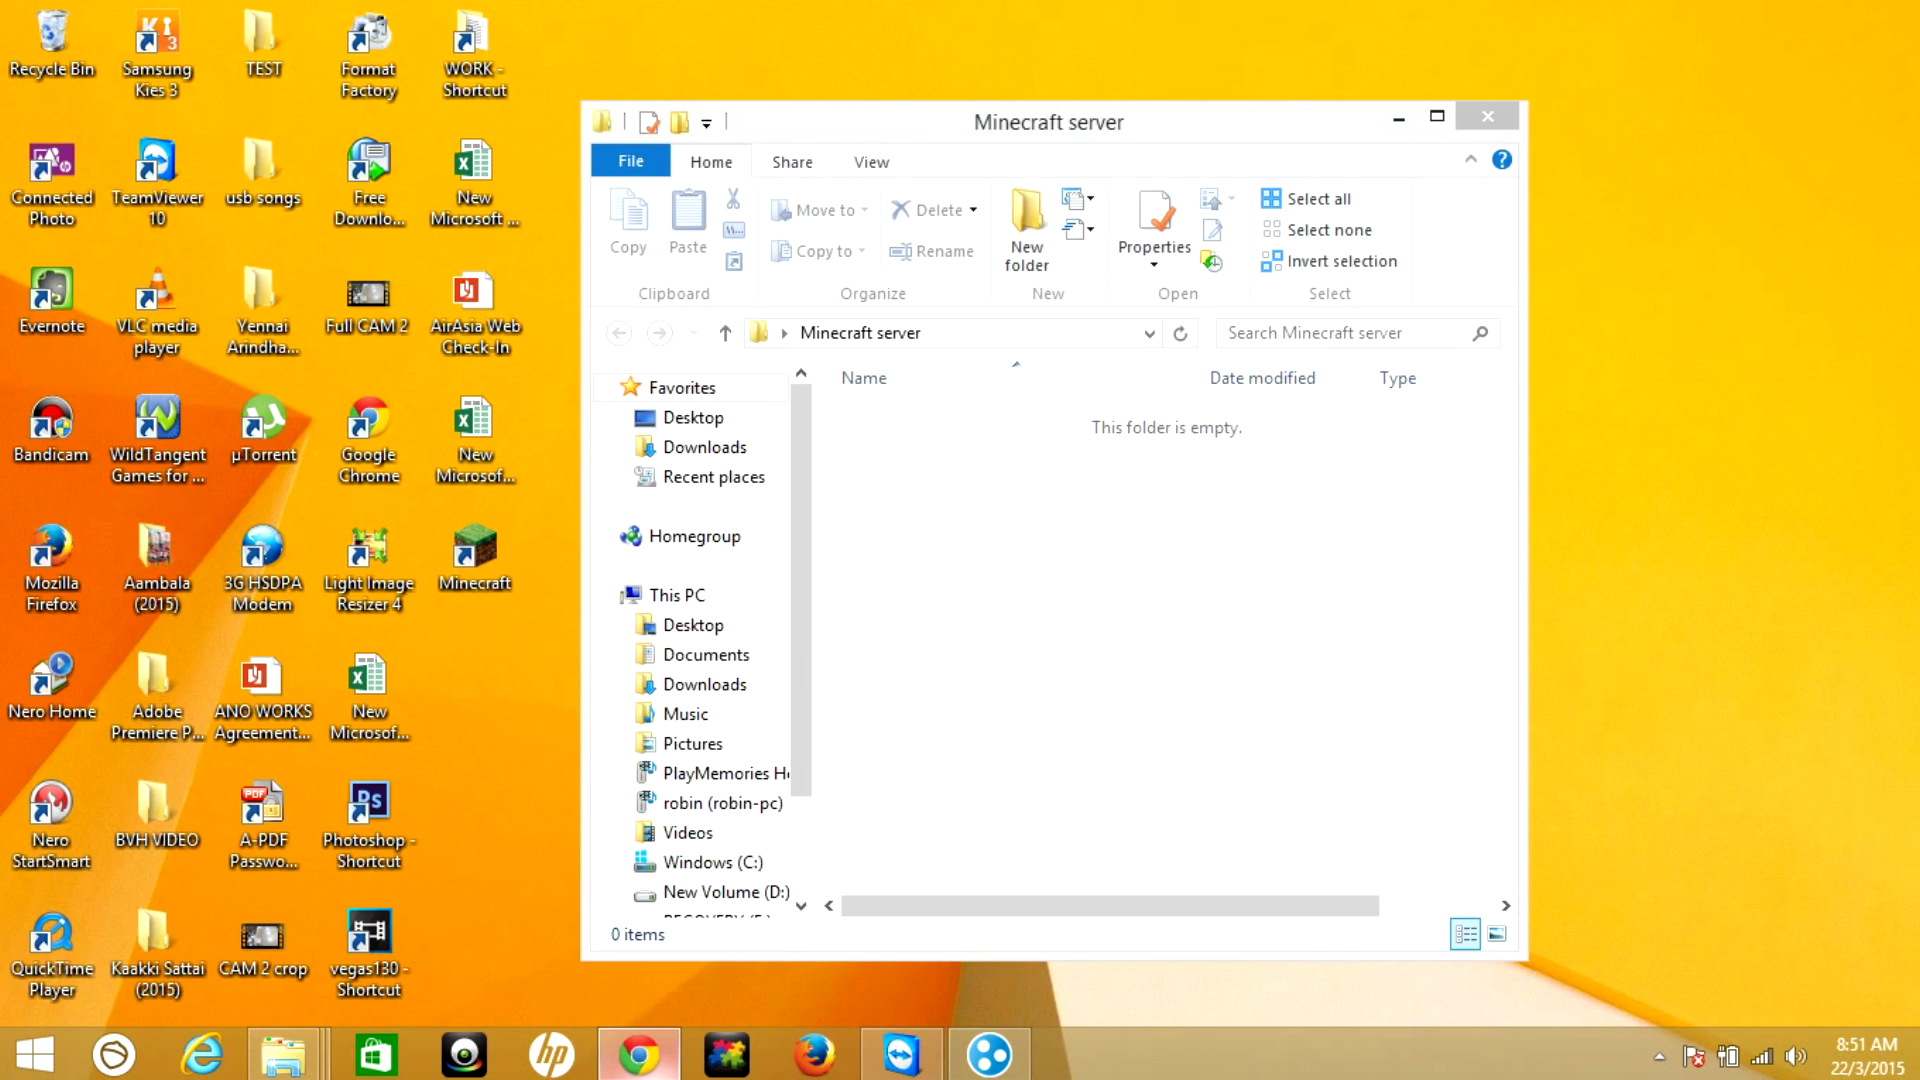 Recycle Bin
Samsung
Kies 3
TEST
Format
Factory
WORK -
Shortcut
Connected
Photo
TeamViewer
10
usb songs
Free
Downlo...
New
Microsoft ...
Evernote
VLC media
player
Yennai
Arindha...
Full CAM 2
AirAsia Web
Check-In
Bandicam
WildTangent
Games for ...
µTorrent
Google
Chrome
New
Microsof...
Mozilla
Firefox
Aambala
(2015)
3G HSDPA
Modem
Light Image
Resizer 4
Minecraft
Nero Home
Adobe
Premiere P...
ANO WORKS
Agreement...
New
Microsof...
Nero
StartSmart
BVH VIDEO
A-PDF
Passwo...
Photoshop -
Shortcut
QuickTime
Player
Kaakki Sattai
(2015)
CAM 2 crop
vegas130 -
Shortcut
Minecraft server
File Home Share View
Copy
Paste
Move to
Copy to
Delete
Rename
New
folder
Properties
Select all
Select none
Invert selection
Clipboard Organize New Open Select
Minecraft server
Search Minecraft server
Favorites
Desktop
Downloads
Recent places
Homegroup
This PC
Desktop
Documents
Downloads
Music
Pictures
PlayMemories H
robin (robin-pc)
Videos
Windows (C:)
New Volume (D:)
Name Date modified Type
This folder is empty.
0 items
hp
8:51 AM
22/3/2015